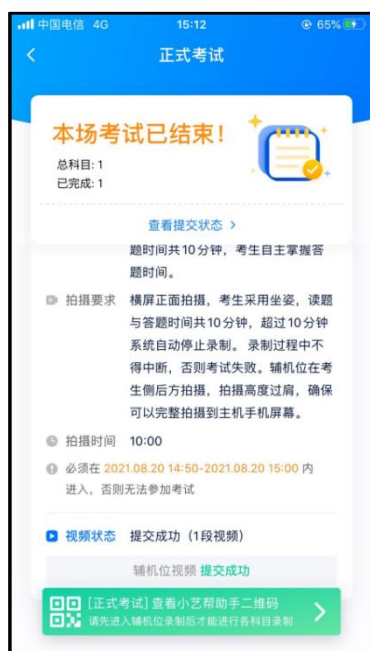 中国电信 4G 15:12 65%
正式考试
本场考试已结束！
总科目: 1
已完成: 1
查看提交状态 >
题时间共10分钟，考生自主掌握答
题时间。
拍摄要求 横屏正面拍摄，考生采用坐姿，读题
与答题时间共10分钟，超过10分钟
系统自动停止录制。 录制过程中不
得中断，否则考试失败。辅机位在考
生侧后方拍摄，拍摄高度过肩，确保
可以完整拍摄到主机手机屏幕。
拍摄时间 10:00
必须在 2021.08.20 14:50-2021.08.20 15:00 内
进入，否则无法参加考试
视频状态 提交成功（1段视频）
辅机位视频 提交成功
[正式考试] 查看小艺帮助手二维码
请先进入辅机位录制后才能进行各科目录制